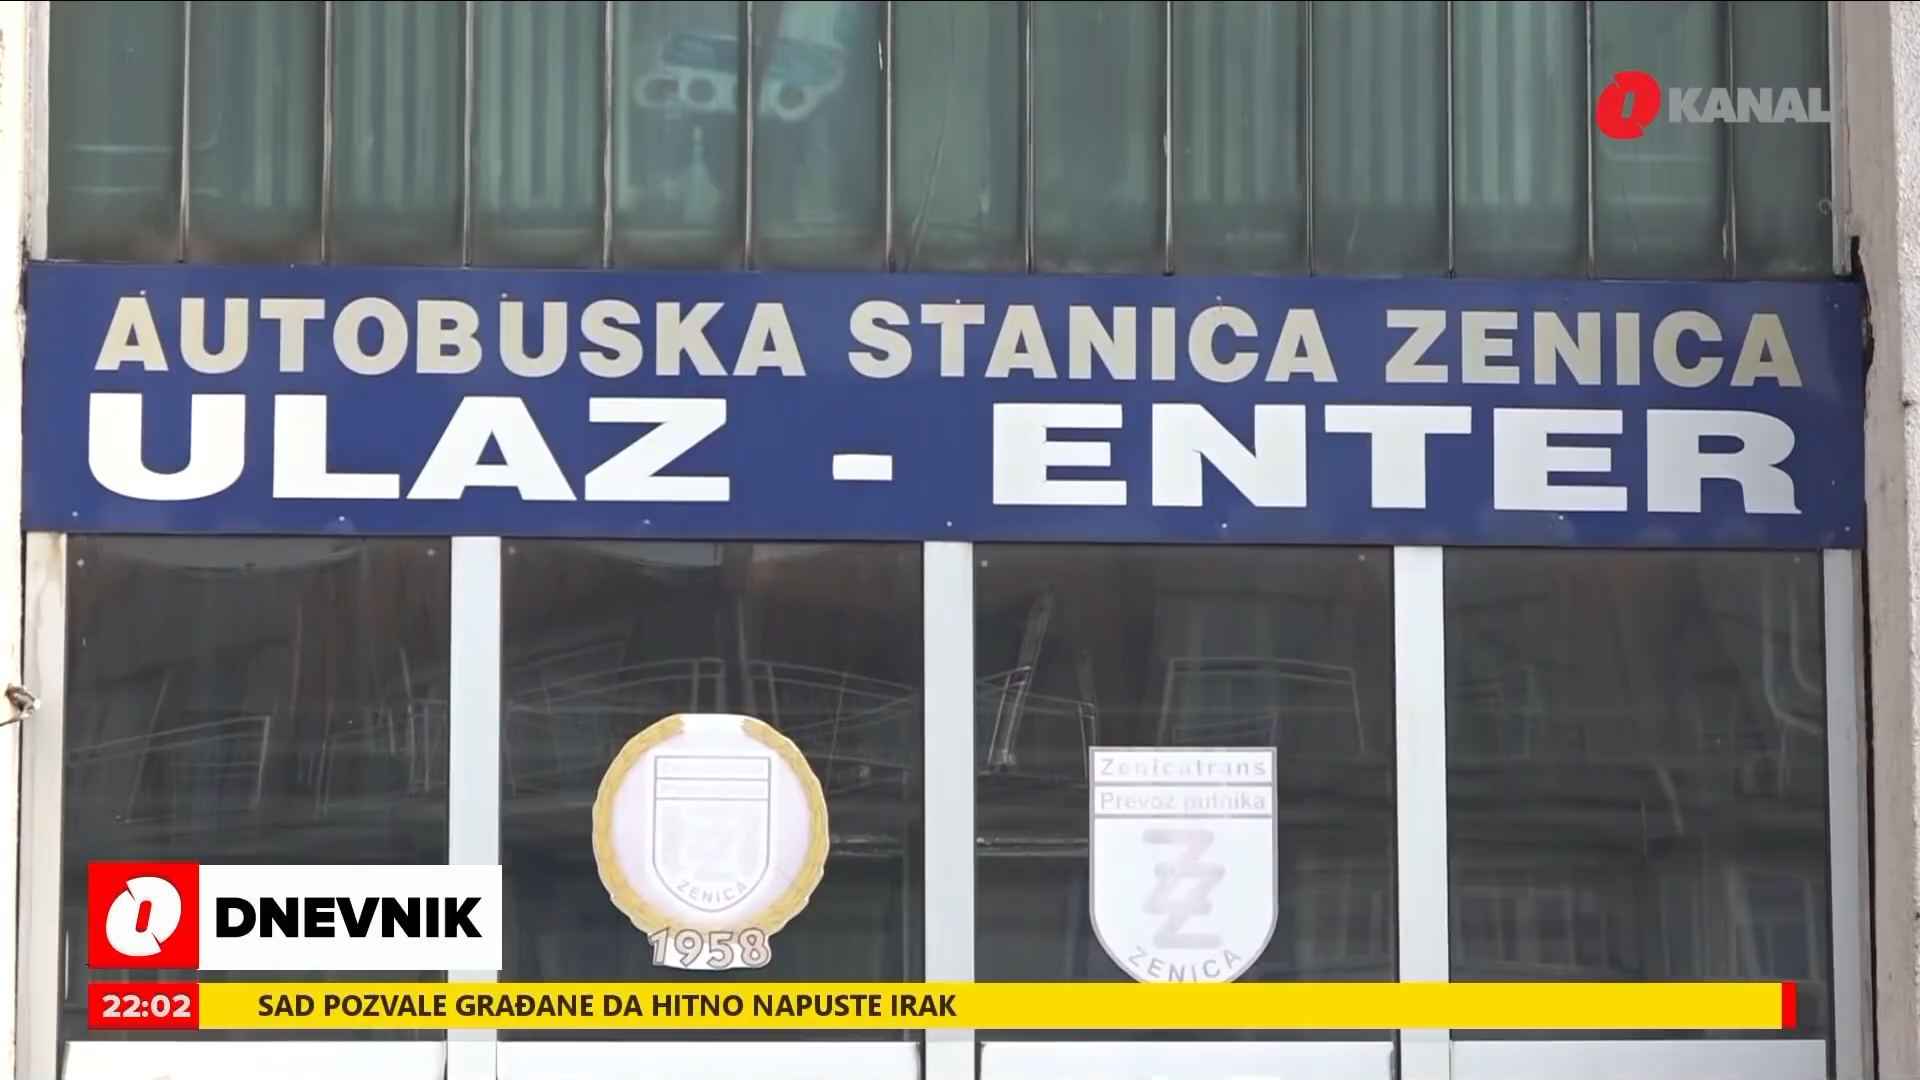 O KANAL
AUTOBUSKA STANICA ZENICA
ULAZ - ENTER
Zenicatrans
Prevoz putnika
ZENICA
ZENICA
1958
DNEVNIK
22:02 SAD POZVALE GRAĐANE DA HITNO NAPUSTE IRAK